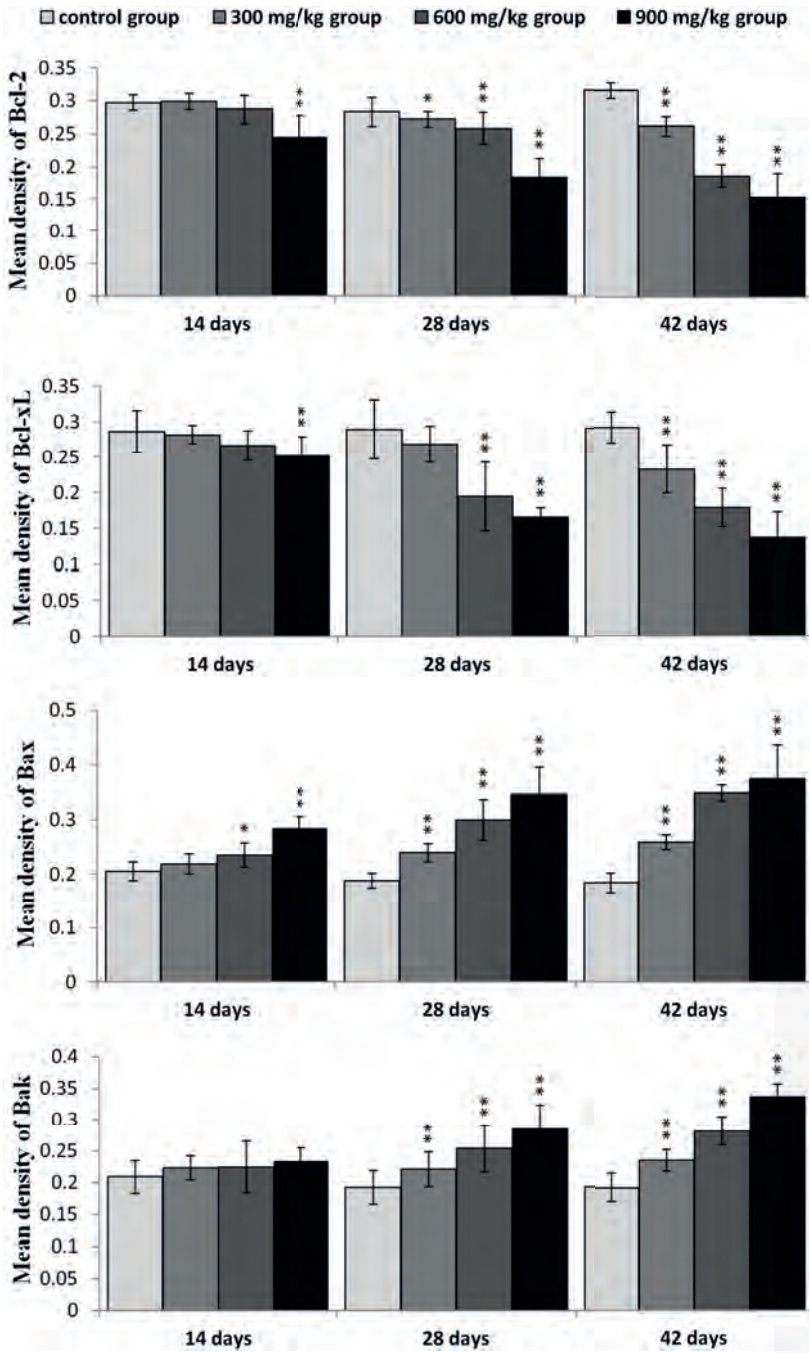 control group 300 mg/kg group 600 mg/kg group 900 mg/kg group
Mean density of Bcl-2
0.35
0.3
0.25
0.2
0.15
0.1
0.05
0
**
* ** **
** ** **
14 days 28 days 42 days
Mean density of Bcl-xL
0.35
0.3
0.25
0.2
0.15
0.1
0.05
0
**
** **
** ** **
14 days 28 days 42 days
Mean density of Bax
0.5
0.4
0.3
0.2
0.1
0
* **
** ** **
** ** **
14 days 28 days 42 days
Mean density of Bak
0.4
0.35
0.3
0.25
0.2
0.15
0.1
0.05
0
** ** **
** ** **
14 days 28 days 42 days